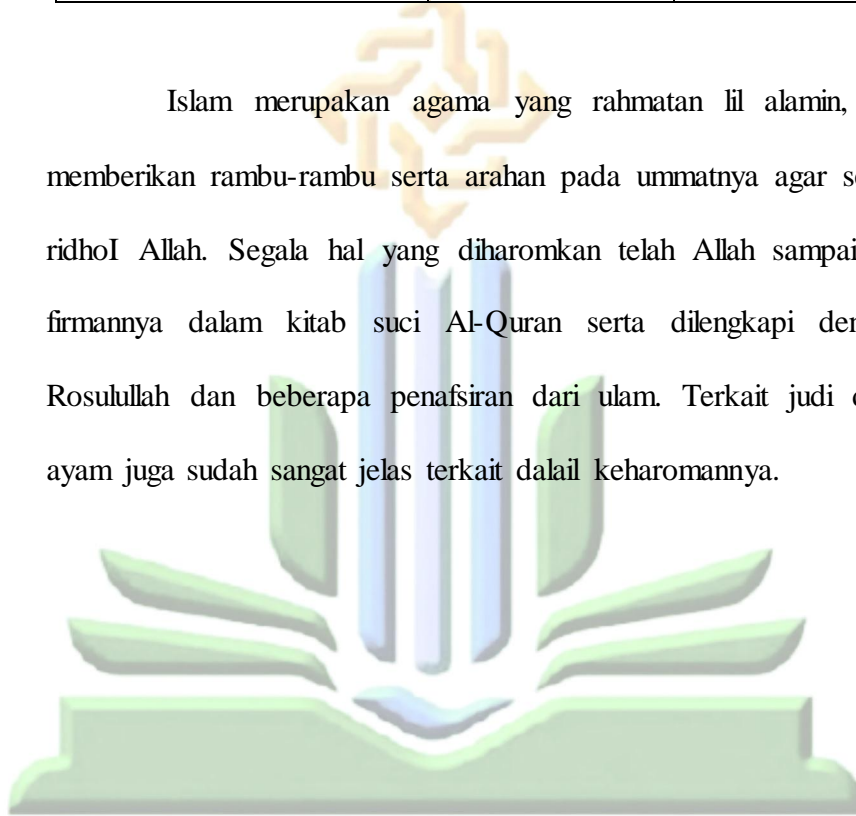 Islam merupakan agama yang rahmatan lil alamin,
memberikan rambu-rambu serta arahan pada ummatnya agar
ridhoI Allah. Segala hal yang diharomkan telah Allah
firmannya dalam kitab suci Al-Quran serta dilengkapi
Rosulullah dan beberapa penafsiran dari ulam. Terkait judi
ayam juga sudah sangat jelas terkait dalail keharomannya.